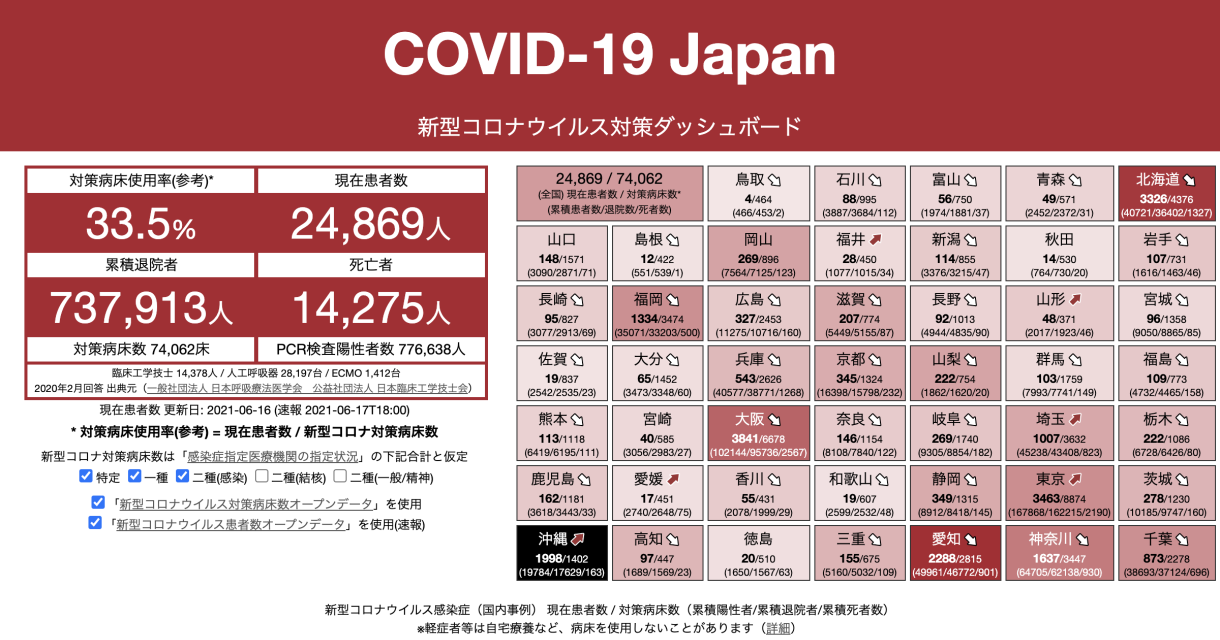 COVID-19 Japan
新型コロナウイルス対策ダッシュボード
対策病床使用率(参考)*
現在患者数
33.5%
24,869人
累積退院者
死亡者
737,913人
14,275人
対策病床数 74,062床
PCR検査陽性者数 776,638人
臨床工学技士 14,378人 / 人工呼吸器 28,197台 / ECMO 1,412台
2020年2月回答 出典元（一般社団法人 日本呼吸療法医学会　公益社団法人 日本臨床工学技士会）
現在患者数 更新日: 2021-06-16 (速報 2021-06-17T18:00)
* 対策病床使用率(参考) = 現在患者数 / 新型コロナ対策病床数
新型コロナ対策病床数は「感染症指定医療機関の指定状況」の下記合計と仮定
特定 一種 二種(感染) 二種(結核) 二種(一般/精神)
「新型コロナウイルス対策病床数オープンデータ」を使用
「新型コロナウイルス患者数オープンデータ」を使用(速報)
24,869 / 74,062
(全国) 現在患者数 / 対策病床数*
(累積患者数/退院数/死者数)
鳥取
4/464
(466/453/2)
石川
88/995
(3887/3684/112)
富山
56/750
(1974/1881/37)
青森
49/571
(2452/2372/31)
北海道
3326/4376
(40721/36402/1327)
山口
148/1571
(3090/2871/71)
島根
12/422
(551/539/1)
岡山
269/896
(7564/7125/123)
福井
28/450
(1077/1015/34)
新潟
114/855
(3376/3215/47)
秋田
14/530
(764/730/20)
岩手
107/731
(1616/1463/46)
長崎
95/827
(3077/2913/69)
福岡
1334/3474
(35071/33203/500)
広島
327/2453
(11275/10716/160)
滋賀
207/774
(5449/5155/87)
長野
92/1013
(4944/4835/90)
山形
48/371
(2017/1923/46)
宮城
96/1358
(9050/8865/85)
佐賀
19/837
(2542/2535/23)
大分
65/1452
(3473/3348/60)
兵庫
543/2626
(40577/38771/1268)
京都
345/1324
(16398/15798/232)
山梨
222/754
(1862/1620/20)
群馬
103/1759
(7993/7741/149)
福島
109/773
(4732/4465/158)
熊本
113/1118
(6419/6195/111)
宮崎
40/585
(3056/2983/27)
大阪
3841/6678
(102144/95736/2567)
奈良
146/1154
(8108/7840/122)
岐阜
269/1740
(9305/8854/182)
埼玉
1007/3632
(45238/43408/823)
栃木
222/1086
(6728/6426/80)
鹿児島
162/1181
(3618/3443/33)
愛媛
17/451
(2740/2648/75)
香川
55/431
(2078/1999/29)
和歌山
19/607
(2599/2532/48)
静岡
349/1315
(8912/8418/145)
東京
3463/8874
(167868/162215/2190)
茨城
278/1230
(10185/9747/160)
沖縄
1998/1402
(19784/17629/163)
高知
97/447
(1689/1569/23)
徳島
20/510
(1650/1567/63)
三重
155/675
(5160/5032/109)
愛知
2288/2815
(49961/46772/901)
神奈川
1637/3447
(64705/62138/930)
千葉
873/2278
(38693/37124/696)
新型コロナウイルス感染症（国内事例） 現在患者数 / 対策病床数（累積陽性者/累積退院者/累積死者数）
※軽症者等は自宅療養など、病床を使用しないことがあります（詳細）